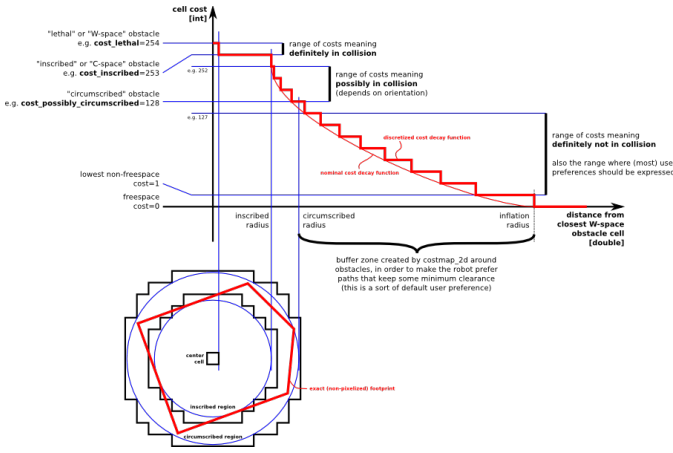 cell cost
[int]
"lethal" or "W-space" obstacle
e.g. cost_lethal=254
range of costs meaning
definitely in collision
"inscribed" or "C-space" obstacle
e.g. cost_inscribed=253
e.g. 252
range of costs meaning
possibly in collision
(depends on orientation)
"circumscribed" obstacle
e.g. cost_possibly_circumscribed=128
e.g. 127
discretized cost decay function
nominal cost decay function
range of costs meaning
definitely not in collision
also the range where (most) use
preferences should be expressed
lowest non-freespace
cost=1
freespace
cost=0
inscribed
radius
circumscribed
radius
inflation
radius
distance from
closest W-space
obstacle cell
[double]
buffer zone created by costmap_2d around
obstacles, in order to make the robot prefer
paths that keep some minimum clearance
(this is a sort of default user preference)
center
cell
exact (non-pixelized) footprint
inscribed region
circumscribed region